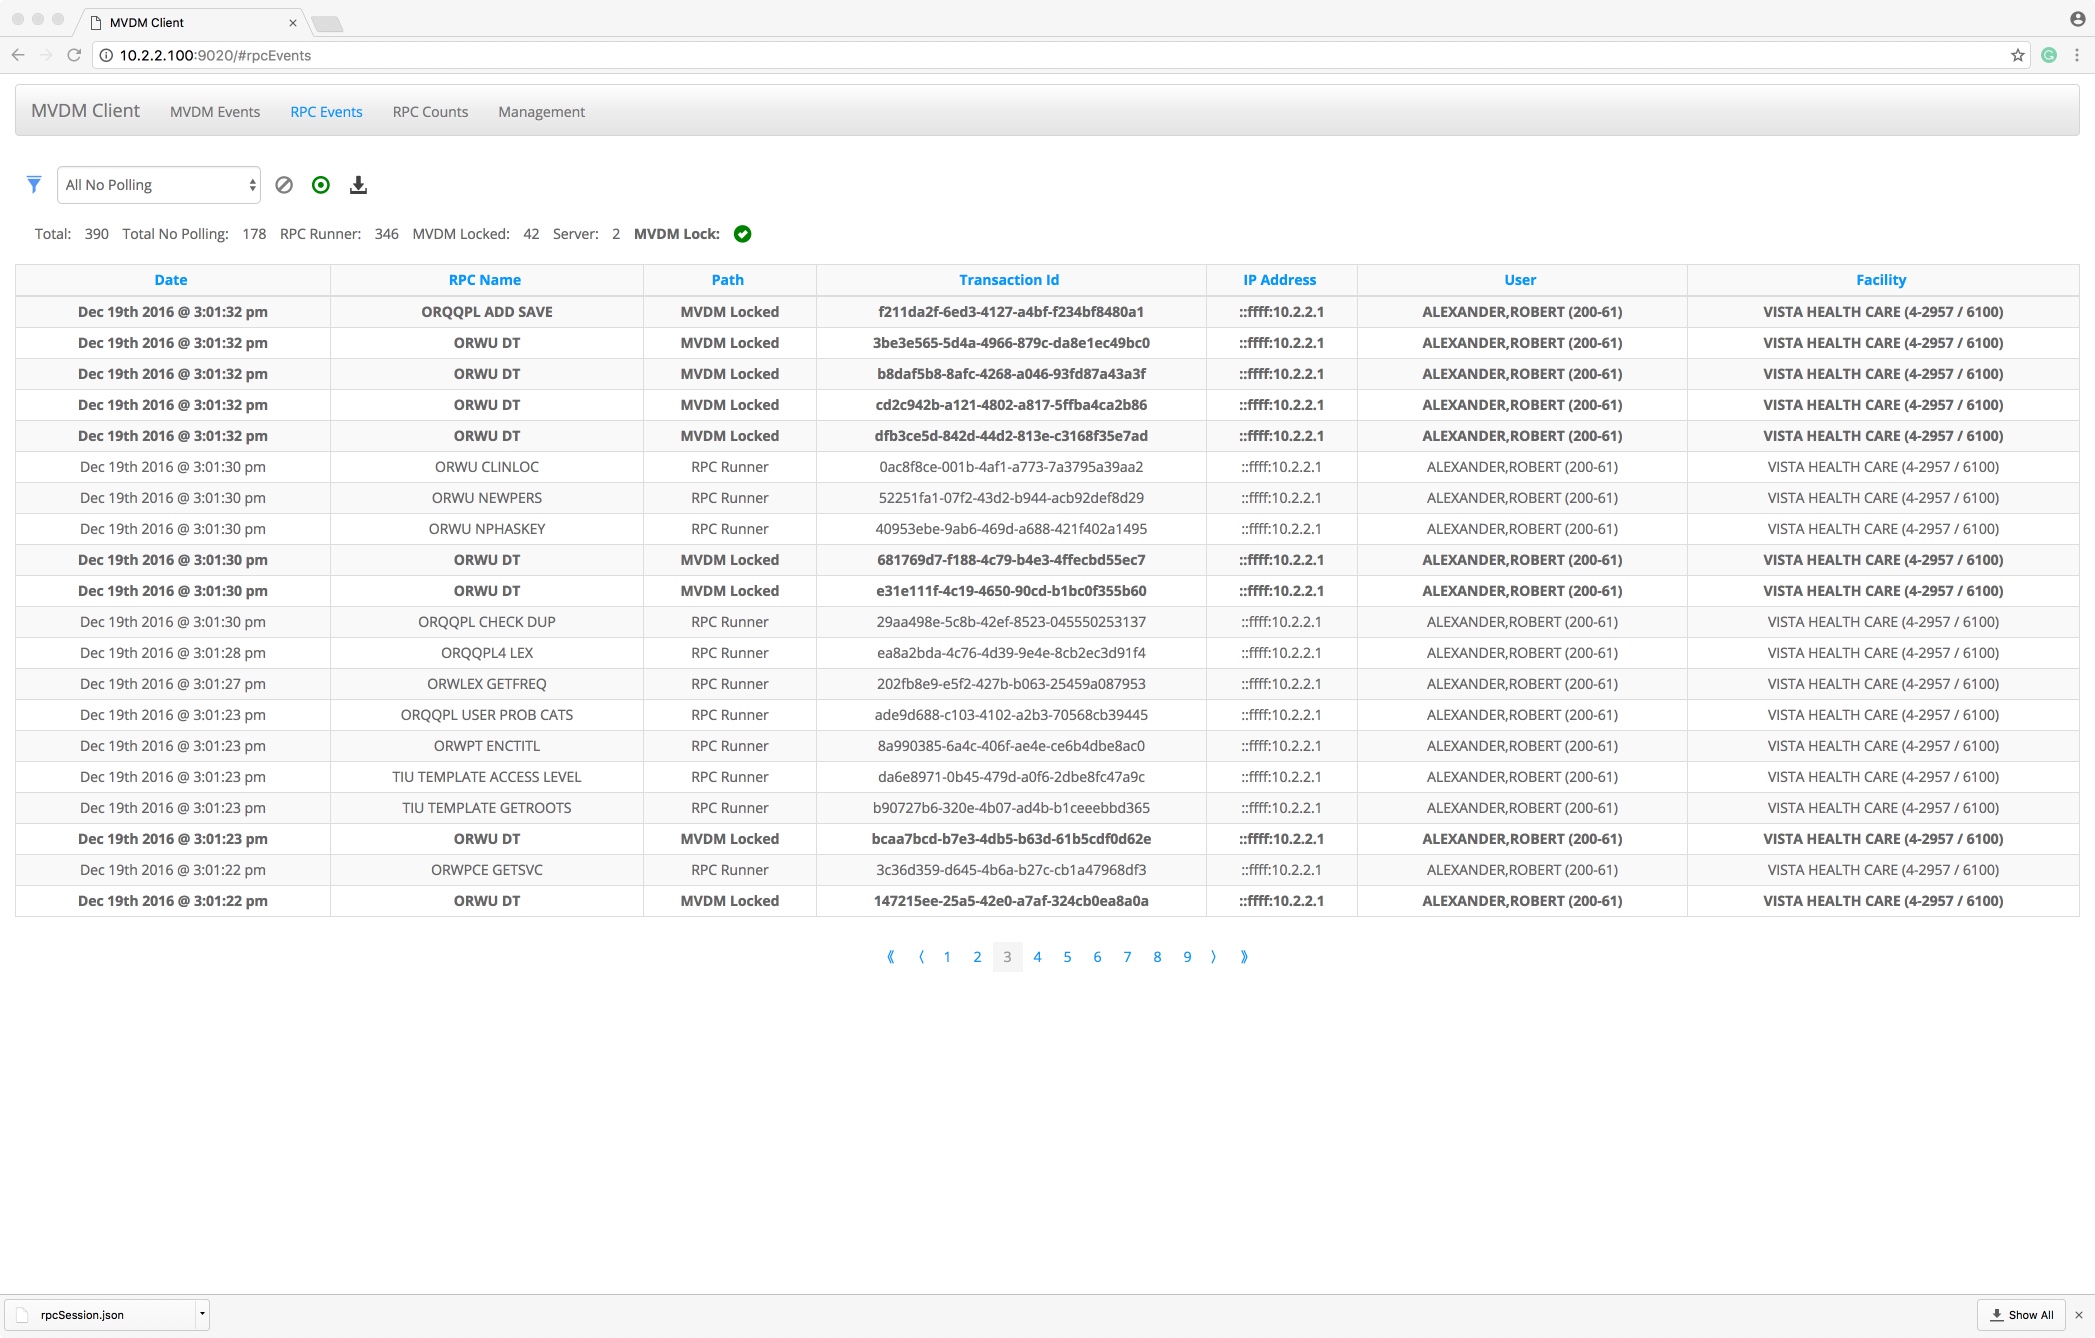 MVDM Client
10.2.2.100:9020/#rpcEvents
MVDM Client MVDM Events RPC Events RPC Counts Management
All No Polling
Total: 390 Total No Polling: 178 RPC Runner: 346 MVDM Locked: 42 Server: 2 MVDM Lock:
Date RPC Name Path Transaction Id IP Address User Facility
Dec 19th 2016 @ 3:01:32 pm ORQQPL ADD SAVE MVDM Locked f211da2f-6ed3-4127-a4bf-f234bf8480a1 ::ffff:10.2.2.1 ALEXANDER,ROBERT (200-61) VISTA HEALTH CARE (4-2957 / 6100)
Dec 19th 2016 @ 3:01:32 pm ORWU DT MVDM Locked 3be3e565-5d4a-4966-879c-da8e1ec49bc0 ::ffff:10.2.2.1 ALEXANDER,ROBERT (200-61) VISTA HEALTH CARE (4-2957 / 6100)
Dec 19th 2016 @ 3:01:32 pm ORWU DT MVDM Locked b8daf5b8-8afc-4268-a046-93fd87a43a3f ::ffff:10.2.2.1 ALEXANDER,ROBERT (200-61) VISTA HEALTH CARE (4-2957 / 6100)
Dec 19th 2016 @ 3:01:32 pm ORWU DT MVDM Locked cd2c942b-a121-4802-a817-5ffba4ca2b86 ::ffff:10.2.2.1 ALEXANDER,ROBERT (200-61) VISTA HEALTH CARE (4-2957 / 6100)
Dec 19th 2016 @ 3:01:32 pm ORWU DT MVDM Locked dfb3ce5d-842d-44d2-813e-c3168f35e7ad ::ffff:10.2.2.1 ALEXANDER,ROBERT (200-61) VISTA HEALTH CARE (4-2957 / 6100)
Dec 19th 2016 @ 3:01:30 pm ORWU CLINLOC RPC Runner 0ac8f8ce-001b-4af1-a773-7a3795a39aa2 ::ffff:10.2.2.1 ALEXANDER,ROBERT (200-61) VISTA HEALTH CARE (4-2957 / 6100)
Dec 19th 2016 @ 3:01:30 pm ORWU NEWPERS RPC Runner 52251fa1-07f2-43d2-b944-acb92def8d29 ::ffff:10.2.2.1 ALEXANDER,ROBERT (200-61) VISTA HEALTH CARE (4-2957 / 6100)
Dec 19th 2016 @ 3:01:30 pm ORWU NPHASKEY RPC Runner 40953ebe-9ab6-469d-a688-421f402a1495 ::ffff:10.2.2.1 ALEXANDER,ROBERT (200-61) VISTA HEALTH CARE (4-2957 / 6100)
Dec 19th 2016 @ 3:01:30 pm ORWU DT MVDM Locked 681769d7-f188-4c79-b4e3-4ffecbd55ec7 ::ffff:10.2.2.1 ALEXANDER,ROBERT (200-61) VISTA HEALTH CARE (4-2957 / 6100)
Dec 19th 2016 @ 3:01:30 pm ORWU DT MVDM Locked e31e111f-4c19-4650-90cd-b1bc0f355b60 ::ffff:10.2.2.1 ALEXANDER,ROBERT (200-61) VISTA HEALTH CARE (4-2957 / 6100)
Dec 19th 2016 @ 3:01:30 pm ORQQPL CHECK DUP RPC Runner 29aa498e-5c8b-42ef-8523-045550253137 ::ffff:10.2.2.1 ALEXANDER,ROBERT (200-61) VISTA HEALTH CARE (4-2957 / 6100)
Dec 19th 2016 @ 3:01:28 pm ORQQPL4 LEX RPC Runner ea8a2bda-4c76-4d39-9e4e-8cb2ec3d91f4 ::ffff:10.2.2.1 ALEXANDER,ROBERT (200-61) VISTA HEALTH CARE (4-2957 / 6100)
Dec 19th 2016 @ 3:01:27 pm ORWLEX GETFREQ RPC Runner 202fb8e9-e5f2-427b-b063-25459a087953 ::ffff:10.2.2.1 ALEXANDER,ROBERT (200-61) VISTA HEALTH CARE (4-2957 / 6100)
Dec 19th 2016 @ 3:01:23 pm ORQQPL USER PROB CATS RPC Runner ade9d688-c103-4102-a2b3-70568cb39445 ::ffff:10.2.2.1 ALEXANDER,ROBERT (200-61) VISTA HEALTH CARE (4-2957 / 6100)
Dec 19th 2016 @ 3:01:23 pm ORWPT ENCTITL RPC Runner 8a990385-6a4c-406f-ae4e-ce6b4dbe8ac0 ::ffff:10.2.2.1 ALEXANDER,ROBERT (200-61) VISTA HEALTH CARE (4-2957 / 6100)
Dec 19th 2016 @ 3:01:23 pm TIU TEMPLATE ACCESS LEVEL RPC Runner da6e8971-0b45-479d-a0f6-2dbe8fc47a9c ::ffff:10.2.2.1 ALEXANDER,ROBERT (200-61) VISTA HEALTH CARE (4-2957 / 6100)
Dec 19th 2016 @ 3:01:23 pm TIU TEMPLATE GETROOTS RPC Runner b90727b6-320e-4b07-ad4b-b1ceeebbd365 ::ffff:10.2.2.1 ALEXANDER,ROBERT (200-61) VISTA HEALTH CARE (4-2957 / 6100)
Dec 19th 2016 @ 3:01:23 pm ORWU DT MVDM Locked bcaa7bcd-b7e3-4db5-b63d-61b5cdf0d62e ::ffff:10.2.2.1 ALEXANDER,ROBERT (200-61) VISTA HEALTH CARE (4-2957 / 6100)
Dec 19th 2016 @ 3:01:22 pm ORWPCE GETSVC RPC Runner 3c36d359-d645-4b6a-b27c-cb1a47968df3 ::ffff:10.2.2.1 ALEXANDER,ROBERT (200-61) VISTA HEALTH CARE (4-2957 / 6100)
Dec 19th 2016 @ 3:01:22 pm ORWU DT MVDM Locked 147215ee-25a5-42e0-a7af-324cb0ea8a0a ::ffff:10.2.2.1 ALEXANDER,ROBERT (200-61) VISTA HEALTH CARE (4-2957 / 6100)
⟪ ⟨ 1 2 3 4 5 6 7 8 9 ⟩ ⟫
rpcSession.json Show All